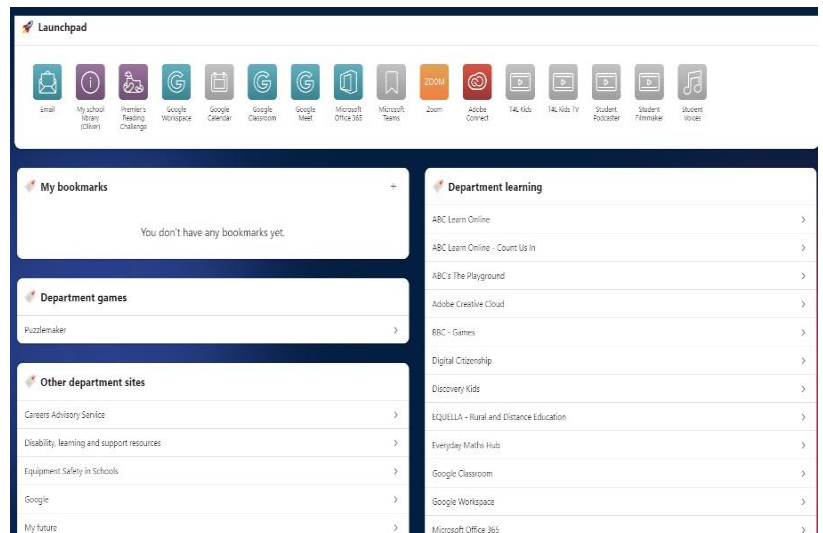 Launchpad
ZOOM
Email
My school library (Oliver)
Premier's Reading Challenge
Google Workspace
Google Calendar
Google Classroom
Google Meet
Microsoft Office 365
Microsoft Teams
Zoom
Adobe Connect
T4L Kids
T4L Kids TV
Student Podcaster
Student Filmmaker
Student Voices
My bookmarks
+
You don't have any bookmarks yet.
Department games
Puzzlemaker
Other department sites
Careers Advisory Service
Disability, learning and support resources
Equipment Safety in Schools
Google
My future
Department learning
ABC Learn Online
ABC Learn Online - Count Us In
ABC's The Playground
Adobe Creative Cloud
BBC - Games
Digital Citizenship
Discovery Kids
EQUELLA - Rural and Distance Education
Everyday Maths Hub
Google Classroom
Google Workspace
Microsoft Office 365